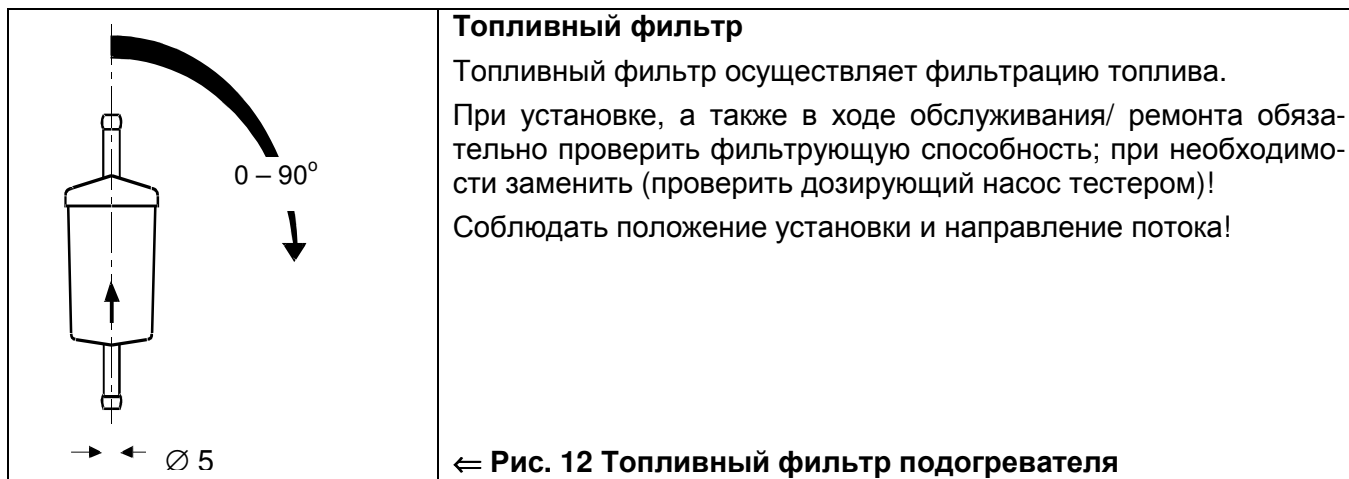 Топливный фильтр
Топливный фильтр осуществляет фильтрацию топлива.
При установке, а также в ходе обслуживания/ ремонта обяза-
тельно проверить фильтрующую способность; при необходимо-
сти заменить (проверить дозирующий насос тестером)!
Соблюдать положение установки и направление потока!
0 – 90°
∅ 5
⇐ Рис. 12 Топливный фильтр подогревателя